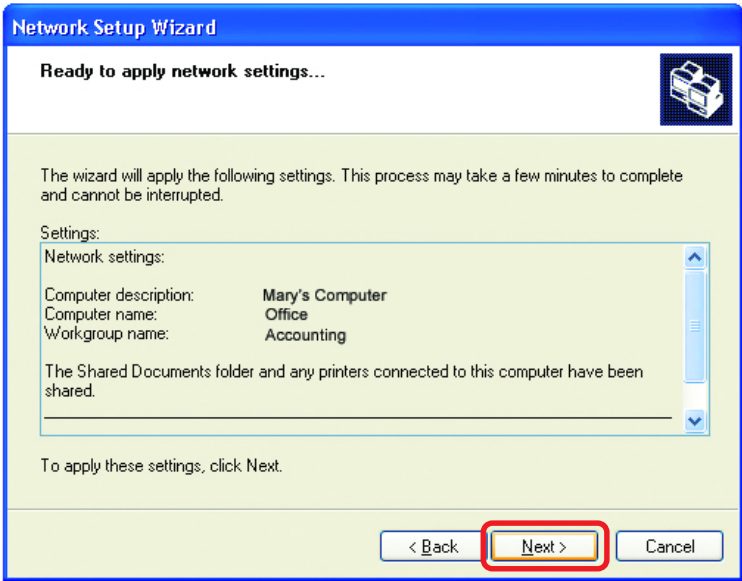 Network Setup Wizard
Ready to apply network settings...
The wizard will apply the following settings. This process may take a few minutes to complete
and cannot be interrupted.
Settings:
Network settings:
Computer description: Mary's Computer
Computer name: Office
Workgroup name: Accounting
The Shared Documents folder and any printers connected to this computer have been
shared.
To apply these settings, click Next.
< Back Next > Cancel